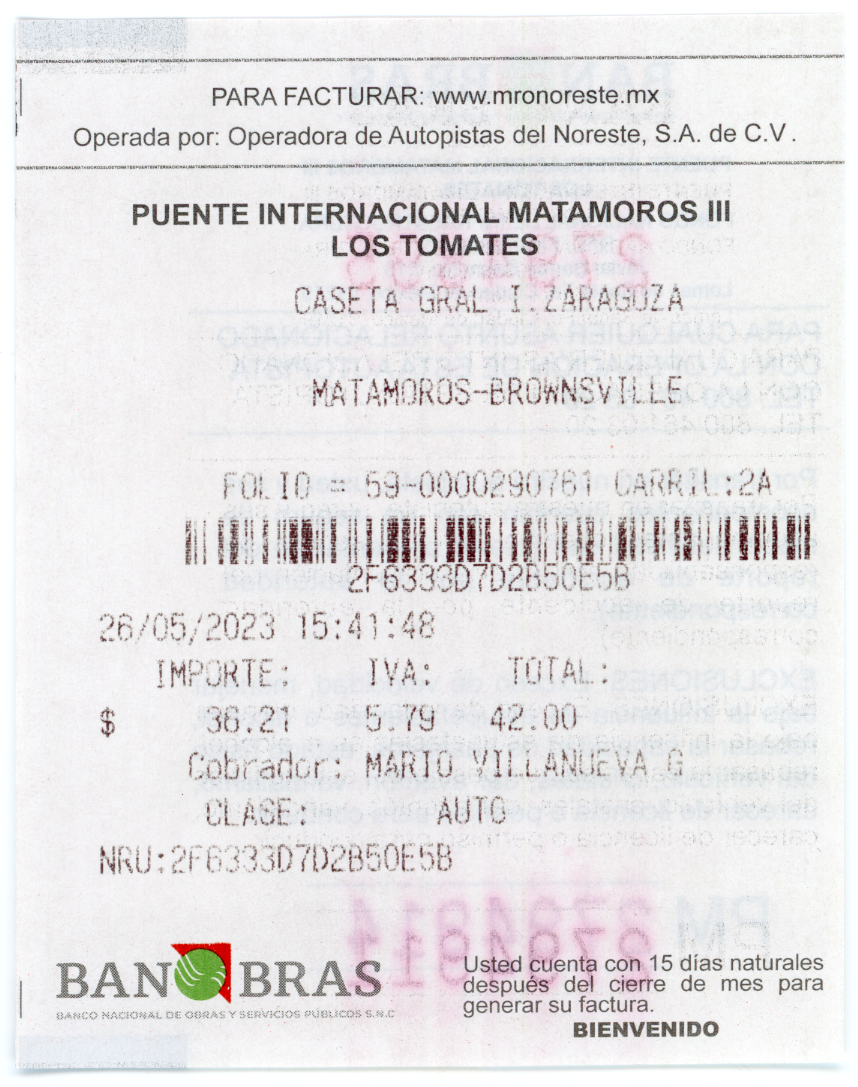 PARA FACTURAR: www.mronoreste.mx
Operada por: Operadora de Autopistas del Noreste, S.A. de C.V.
PUENTE INTERNACIONAL MATAMOROS III
LOS TOMATES
CASETA GRAL I.ZARAGOZA
MATAMOROS-BROWNSVILLE
FOLIO - 59-0000290761 CARRIL:2A
2F6333D7D2B50E5B
26/05/2023 15:41:48
IMPORTE: IVA: TOTAL:
$ 36.21 5.79 42.00
Cobrador: MARIO VILLANUEVA G
CLASE: AUTO
NRU:2F6333D7D2B50E5B
BANOBRAS
BANCO NACIONAL DE OBRAS Y SERVICIOS PÚBLICOS S.N.C
Usted cuenta con 15 días naturales
después del cierre de mes para
generar su factura.
BIENVENIDO